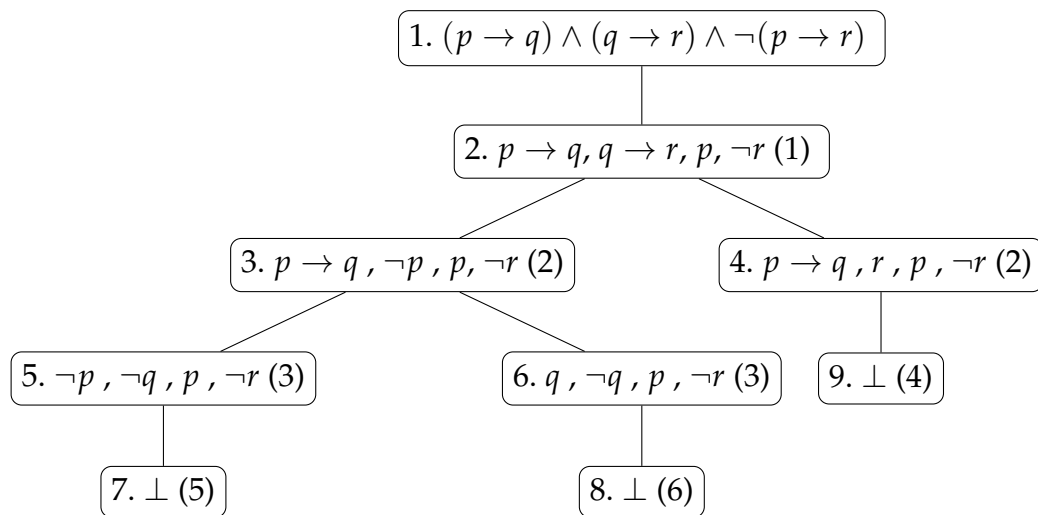 1. (p → q) ∧ (q → r) ∧ ¬(p → r)
2. p → q, q → r, p, ¬r (1)
3. p → q , ¬p , p, ¬r (2)
4. p → q , r , p , ¬r (2)
5. ¬p , ¬q , p , ¬r (3)
6. q , ¬q , p , ¬r (3)
9. ⊥ (4)
7. ⊥ (5)
8. ⊥ (6)